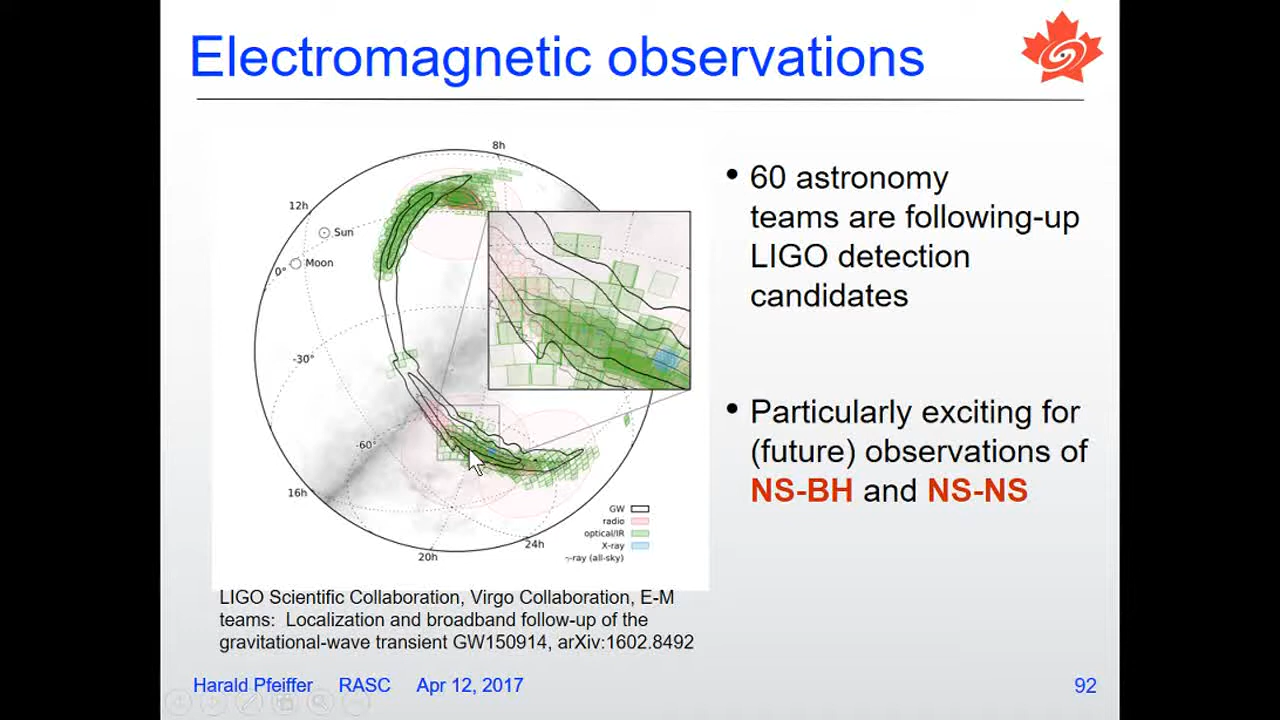 Electromagnetic observations
8h
12h
Sun
Moon
0°
-30°
-60°
16h
20h
24h
GW
radio
optical/IR
X-ray
γ-ray (all-sky)
• 60 astronomy
teams are following-up
LIGO detection
candidates
• Particularly exciting for
(future) observations of
NS-BH and NS-NS
LIGO Scientific Collaboration, Virgo Collaboration, E-M
teams: Localization and broadband follow-up of the
gravitational-wave transient GW150914, arXiv:1602.8492
Harald Pfeiffer RASC Apr 12, 2017
92